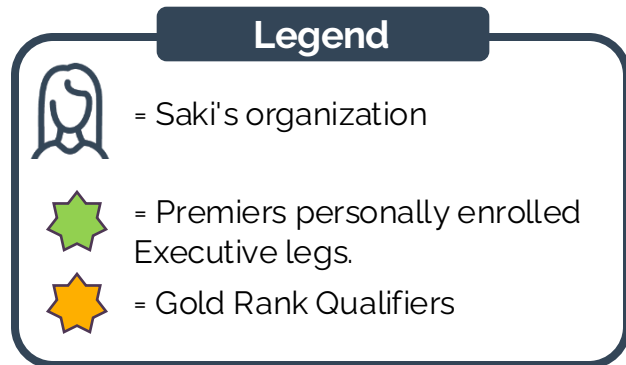 Legend
= Saki's organization
= Premiers personally enrolled
Executive legs.
= Gold Rank Qualifiers